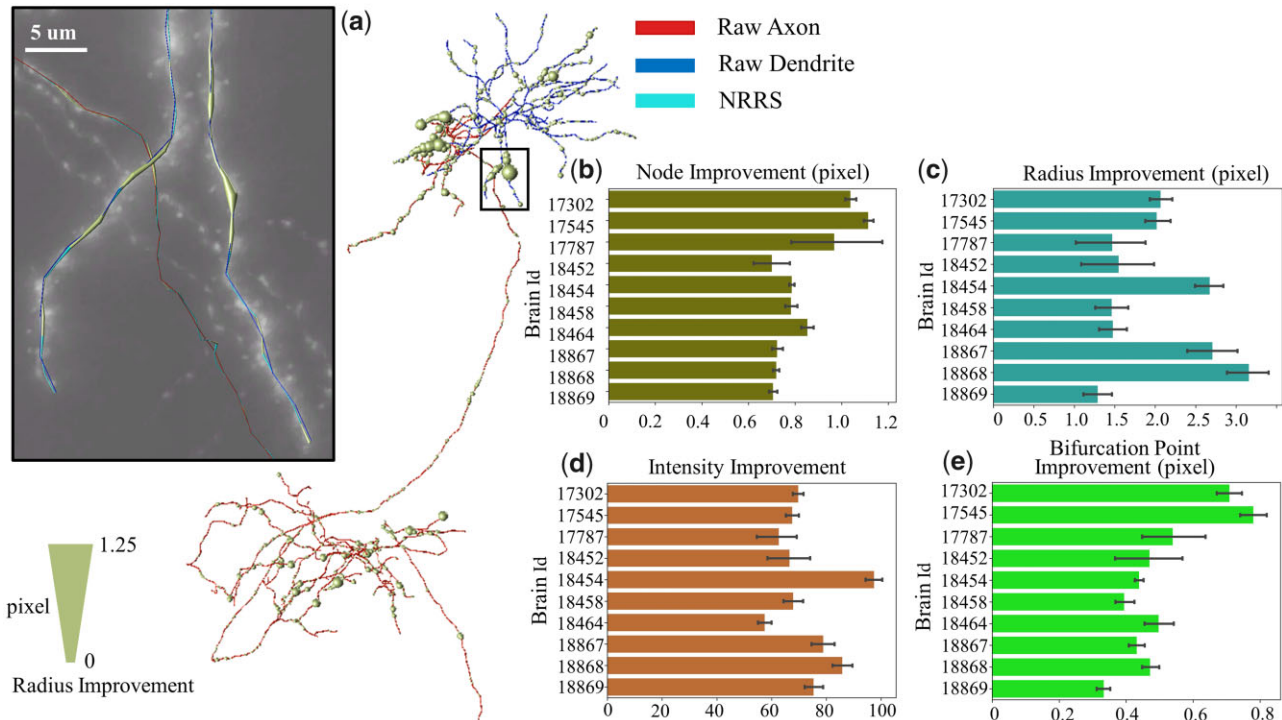 5 um
(a)
Raw Axon
Raw Dendrite
NRRS
(b)
Node Improvement (pixel)
Brain Id
17302
17545
17787
18452
18454
18458
18464
18867
18868
18869
0 0.2 0.4 0.6 0.8 1.0 1.2
(c)
Radius Improvement (pixel)
Brain Id
17302
17545
17787
18452
18454
18458
18464
18867
18868
18869
0 0.5 1.0 1.5 2.0 2.5 3.0
(d)
Intensity Improvement
Brain Id
17302
17545
17787
18452
18454
18458
18464
18867
18868
18869
0 20 40 60 80 100
(e)
Bifurcation Point
Improvement (pixel)
Brain Id
17302
17545
17787
18452
18454
18458
18464
18867
18868
18869
0 0.2 0.4 0.6 0.8
1.25
pixel
0
Radius Improvement